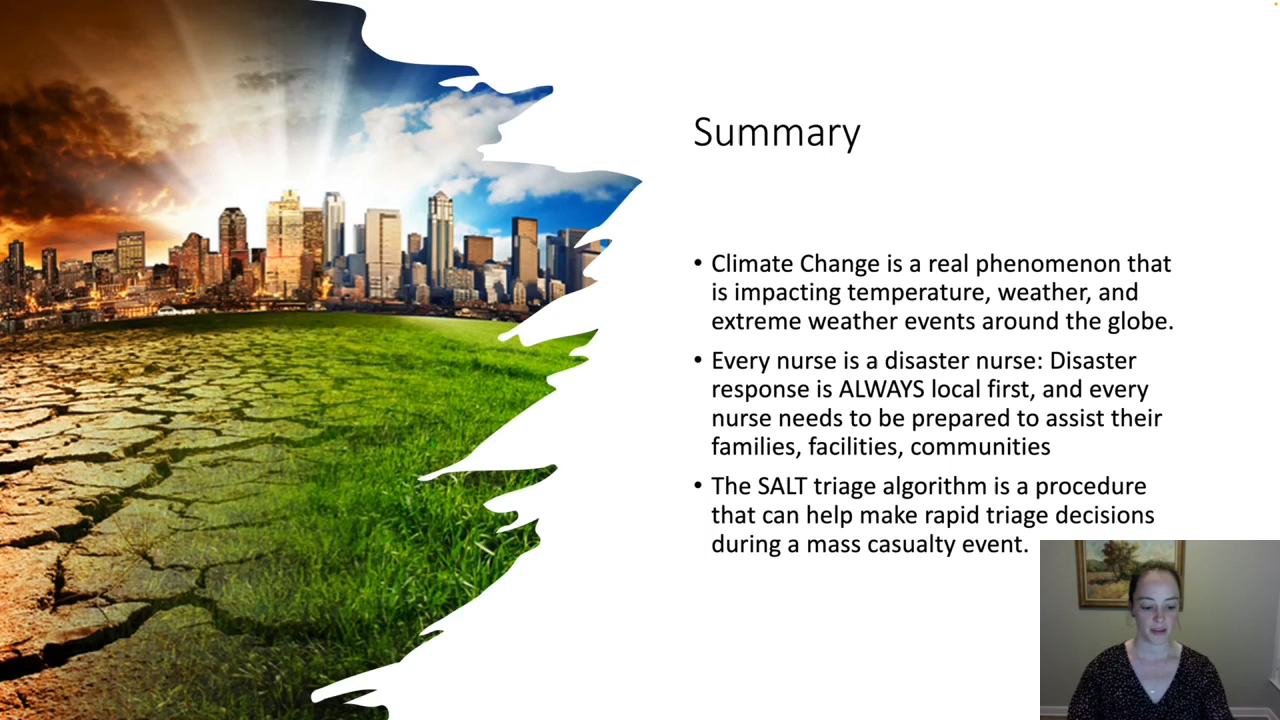 Summary
• Climate Change is a real phenomenon that
is impacting temperature, weather, and
extreme weather events around the globe.
• Every nurse is a disaster nurse: Disaster
response is ALWAYS local first, and every
nurse needs to be prepared to assist their
families, facilities, communities
• The SALT triage algorithm is a procedure
that can help make rapid triage decisions
during a mass casualty event.